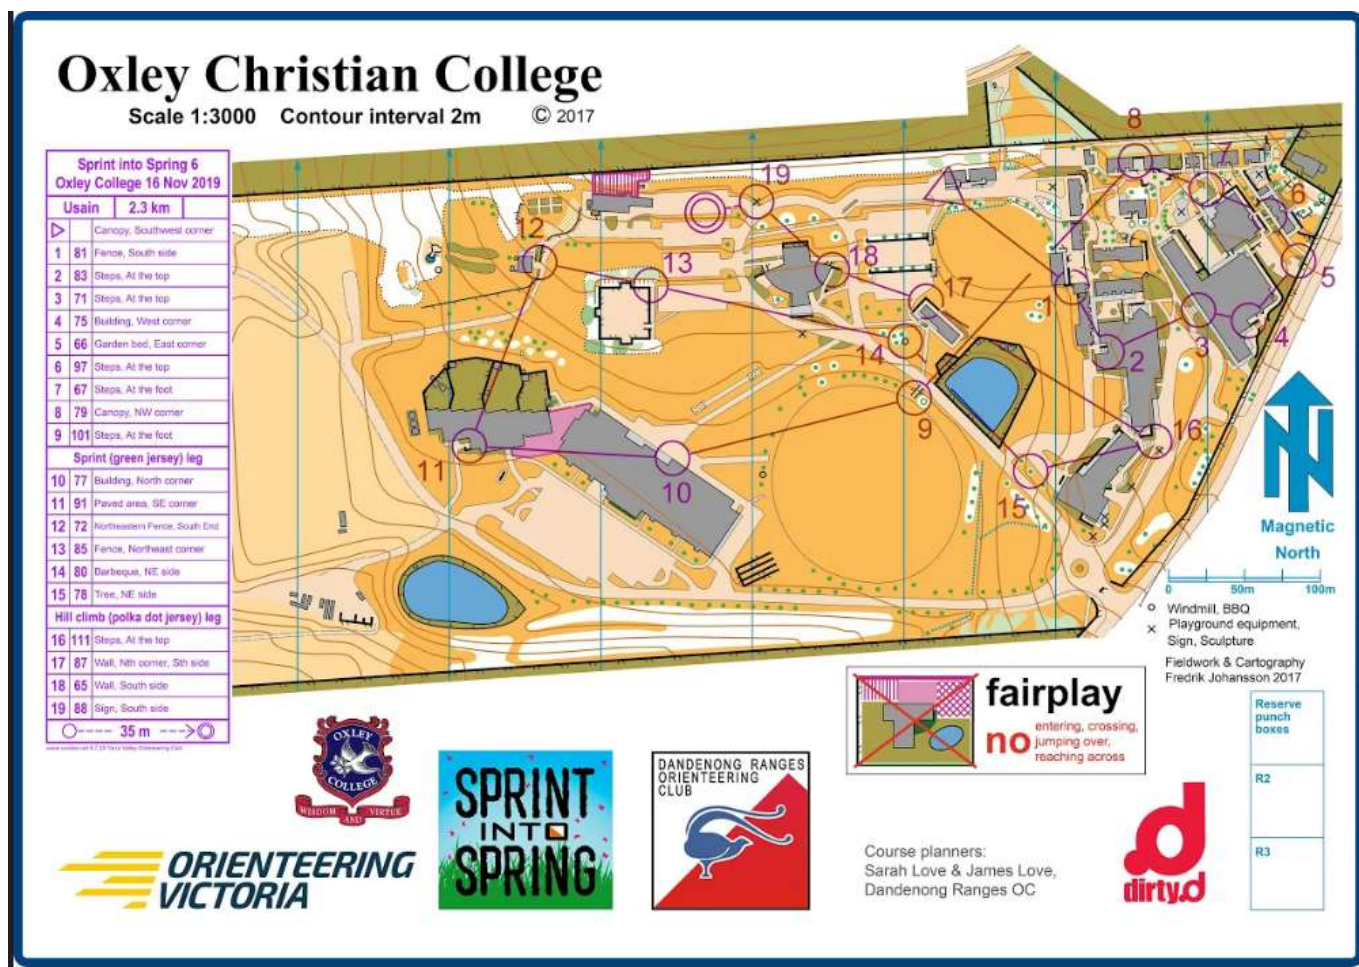 Oxley Christian College
Scale 1:3000 Contour interval 2m © 2017
Sprint into Spring 6
Oxley College 16 Nov 2019
Usain 2.3 km
Canopy, Southwest corner
1 81 Fence, South side
2 83 Steps, At the top
3 71 Steps, At the top
4 75 Building, West corner
5 66 Garden bed, East corner
6 97 Steps, At the top
7 67 Steps, At the foot
8 79 Canopy, NW corner
9 101 Steps, At the foot
Sprint (green jersey) leg
10 77 Building, North corner
11 91 Paved area, SE corner
12 72 Northeastern Fence, South End
13 85 Fence, Northeast corner
14 80 Barbeque, NE side
15 78 Tree, NE side
Hill climb (polka dot jersey) leg
16 111 Steps, At the top
17 87 Wall, Nth corner, Sth side
18 65 Wall, South side
19 88 Sign, South side
35 m
8
7
19
6
12
18
13
5
17
1
14
2
3
4
9
16
11
10
15
Magnetic
North
0 50m 100m
Windmill, BBQ
Playground equipment,
Sign, Sculpture
Fieldwork & Cartography
Fredrik Johansson 2017
fairplay
no entering, crossing,
jumping over,
reaching across
Reserve
punch
boxes
R2
R3
OXLEY
COLLEGE
WISDOM AND VIRTUE
SPRINT
INTO
SPRING
DANDENONG RANGES
ORIENTEERING
CLUB
ORIENTEERING
VICTORIA
Course planners:
Sarah Love & James Love,
Dandenong Ranges OC
d
dirty.d